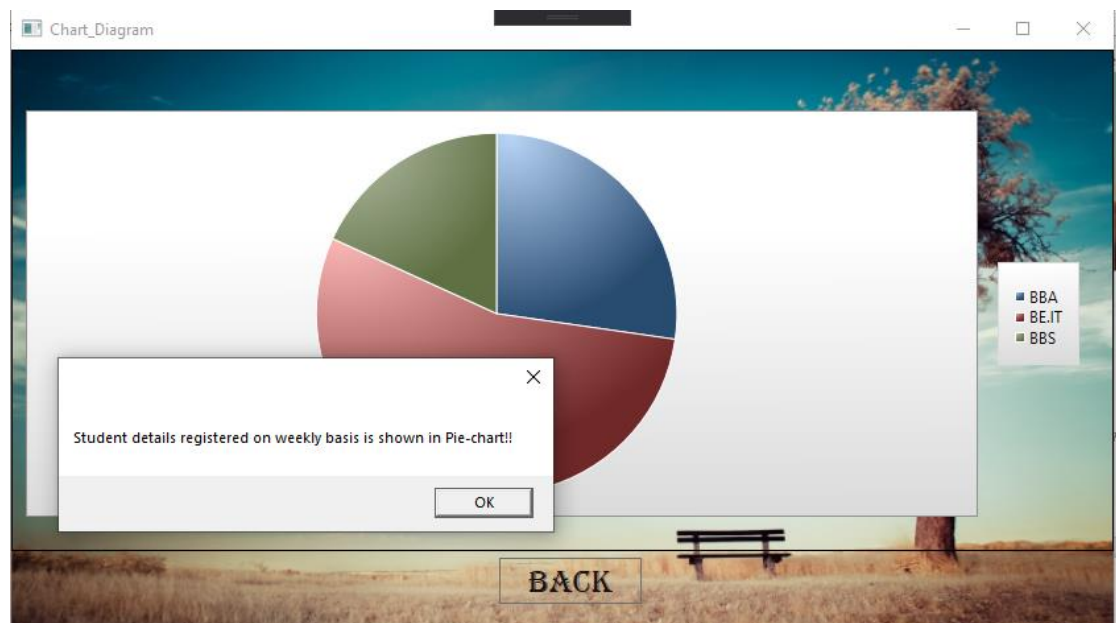 Chart_Diagram
BBA
BE.IT
BBS
Student details registered on weekly basis is shown in Pie-chart!!
OK
BACK